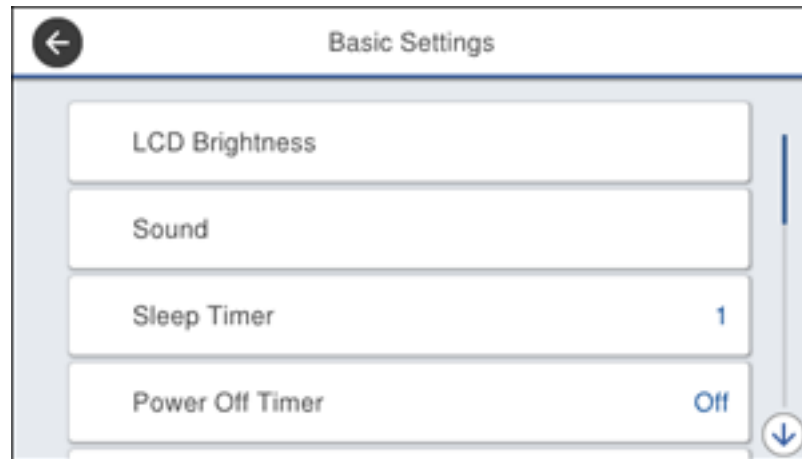 Basic Settings
LCD Brightness
Sound
Sleep Timer 1
Power Off Timer Off